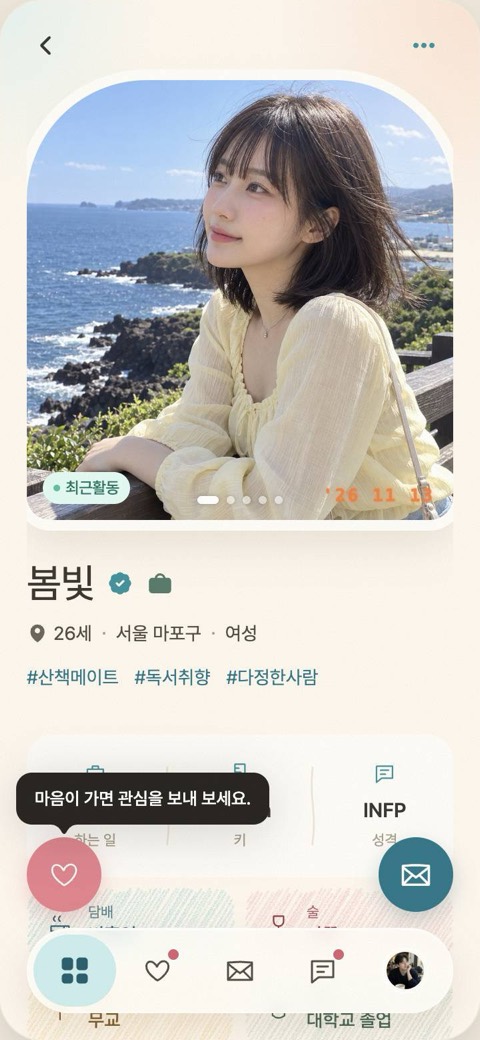 최근활동
'26 11 13
봄빛
26세 · 서울 마포구 · 여성
#산책메이트 #독서취향 #다정한사람
마음이 가면 관심을 보내 보세요.
INFP
하는 일
키
성격
담배
술
무교
대학교 졸업